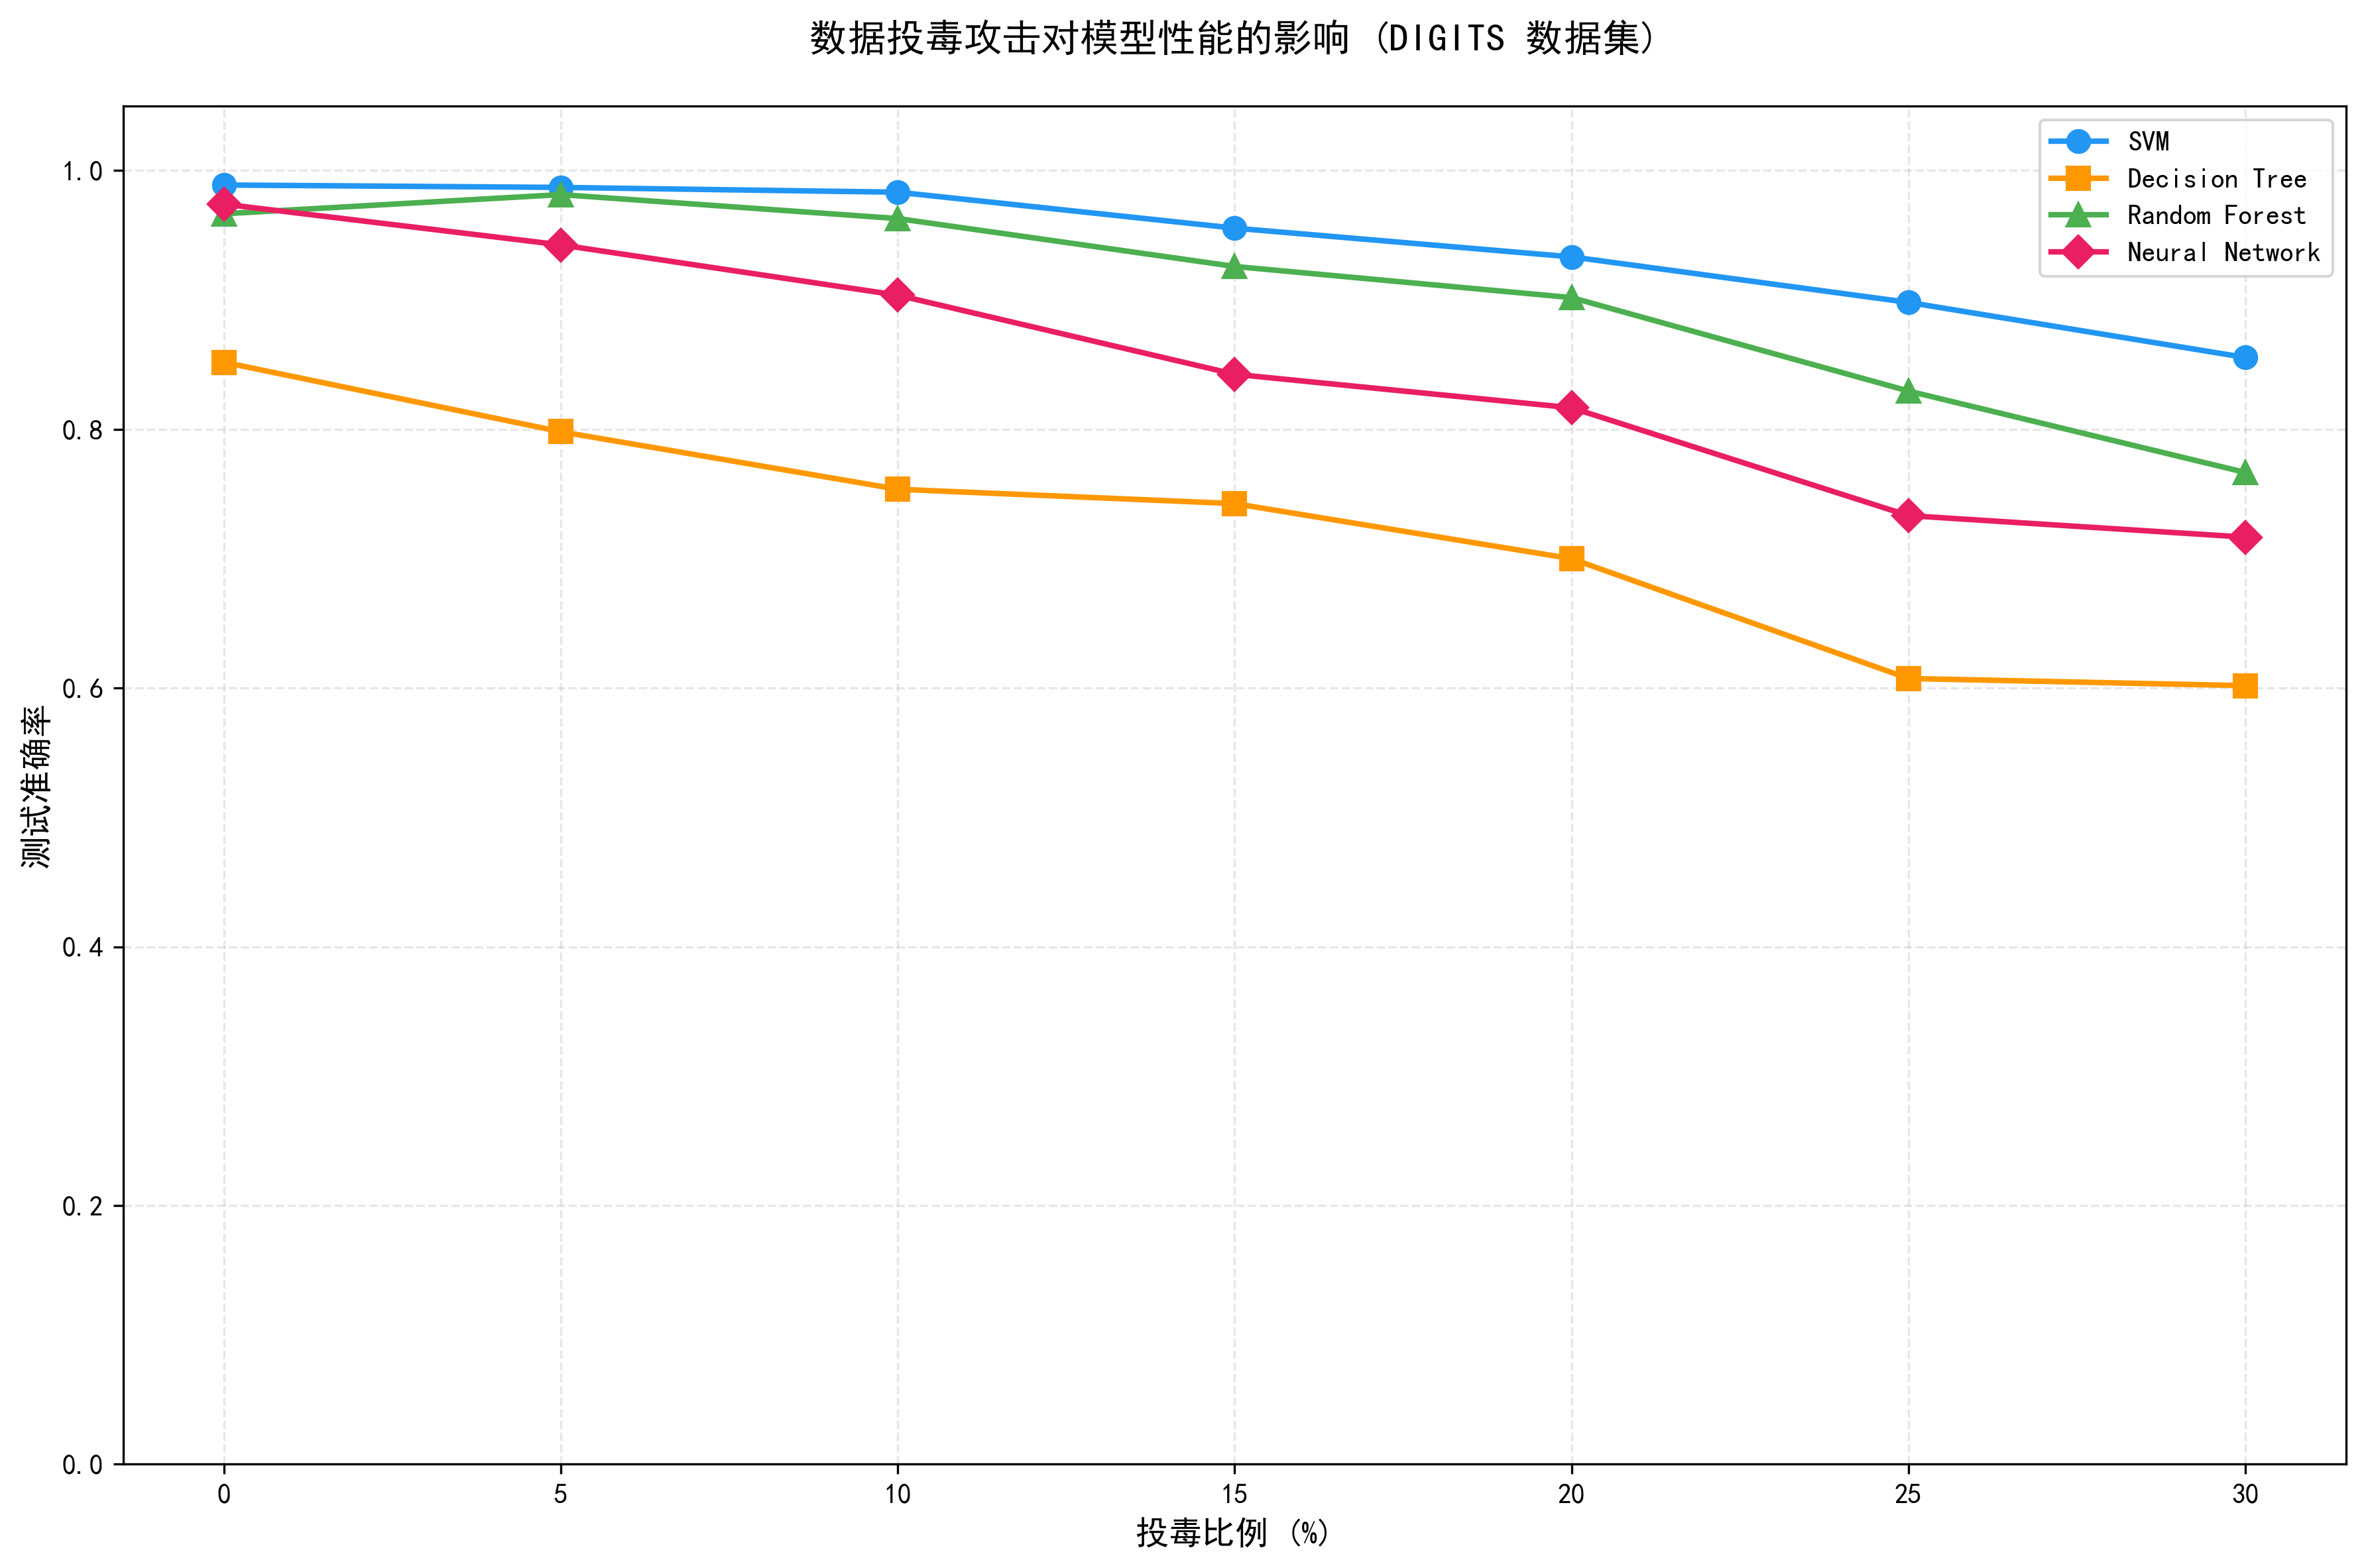 数据投毒攻击对模型性能的影响 (DIGITS 数据集)
SVM
Decision Tree
Random Forest
Neural Network
测试准确率
1.0
0.8
0.6
0.4
0.2
0.0
0 5 10 15 20 25 30
投毒比例 (%)